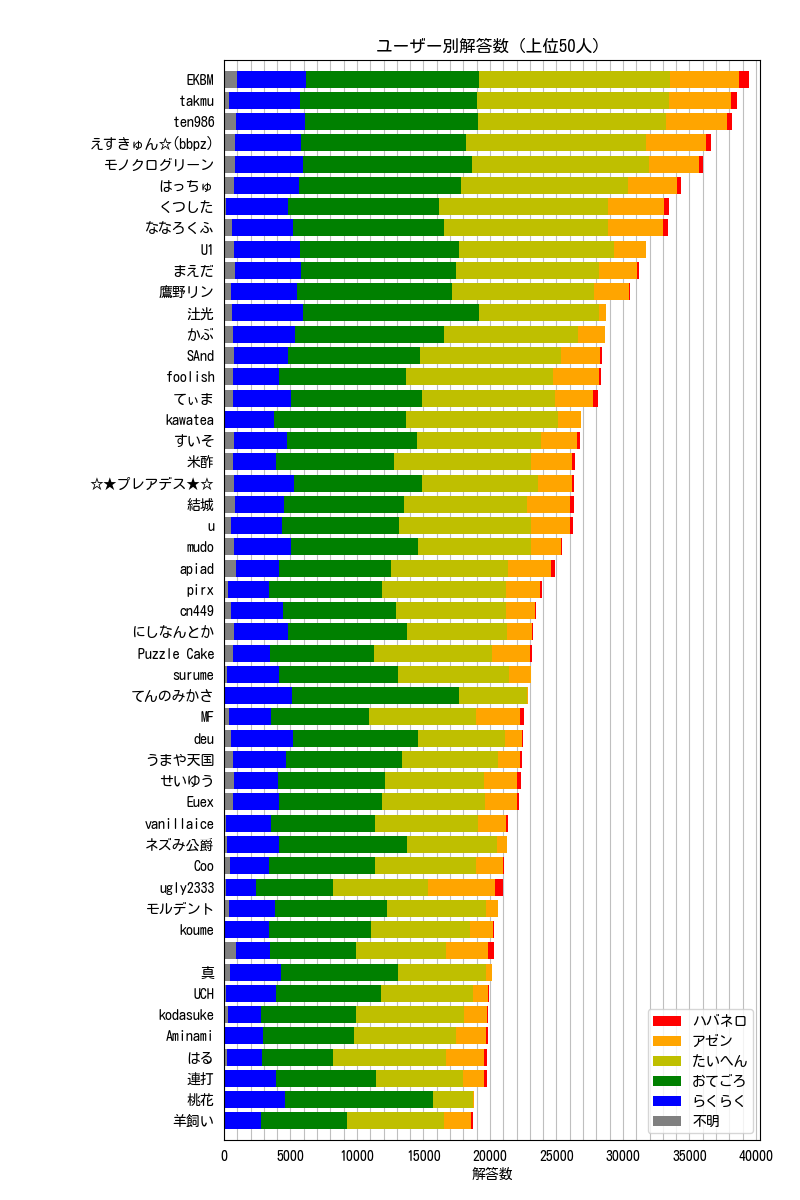 ユーザー別解答数（上位50人）
EKBM
takmu
ten986
えすきゅん☆(bbpz)
モノクログリーン
はっちゅ
くつした
ななろくふ
U1
まえだ
鷹野リン
汢光
かぶ
SAnd
foolish
てぃま
kawatea
すいそ
米酢
☆★プレアデス★☆
結城
u
mudo
apiad
pirx
cn449
にしなんとか
Puzzle Cake
surume
てんのみかさ
MF
deu
うまや天国
せいゆう
Euex
vanillaice
ネズみ公爵
Coo
ugly2333
モルデント
koume
真
UCH
kodasuke
Aminami
はる
連打
桃花
羊飼い
ハバネロ
アゼン
たいへん
おてごろ
らくらく
不明
0 5000 10000 15000 20000 25000 30000 35000 40000
解答数